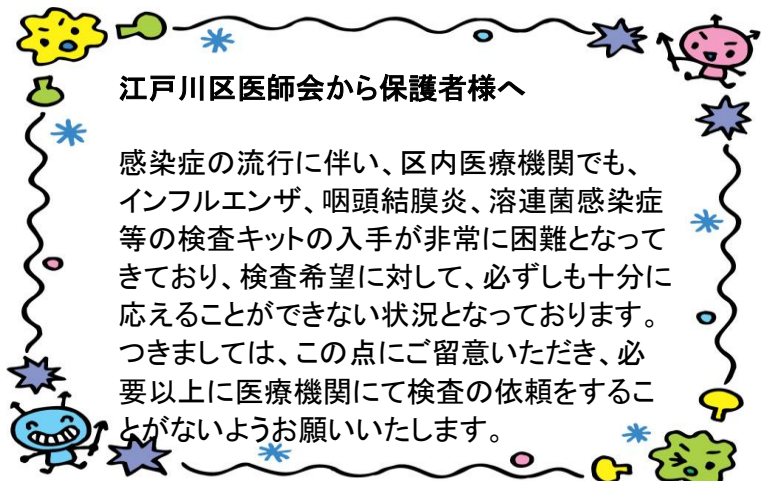 江戸川区医師会から保護者様へ
感染症の流行に伴い、区内医療機関でも、
インフルエンザ、咽頭結膜炎、溶連菌感染症
等の検査キットの入手が非常に困難となって
きており、検査希望に対して、必ずしも十分に
応えることができない状況となっております。
つきましては、この点にご留意いただき、必
要以上に医療機関にて検査の依頼をするこ
とがないようお願いいたします。